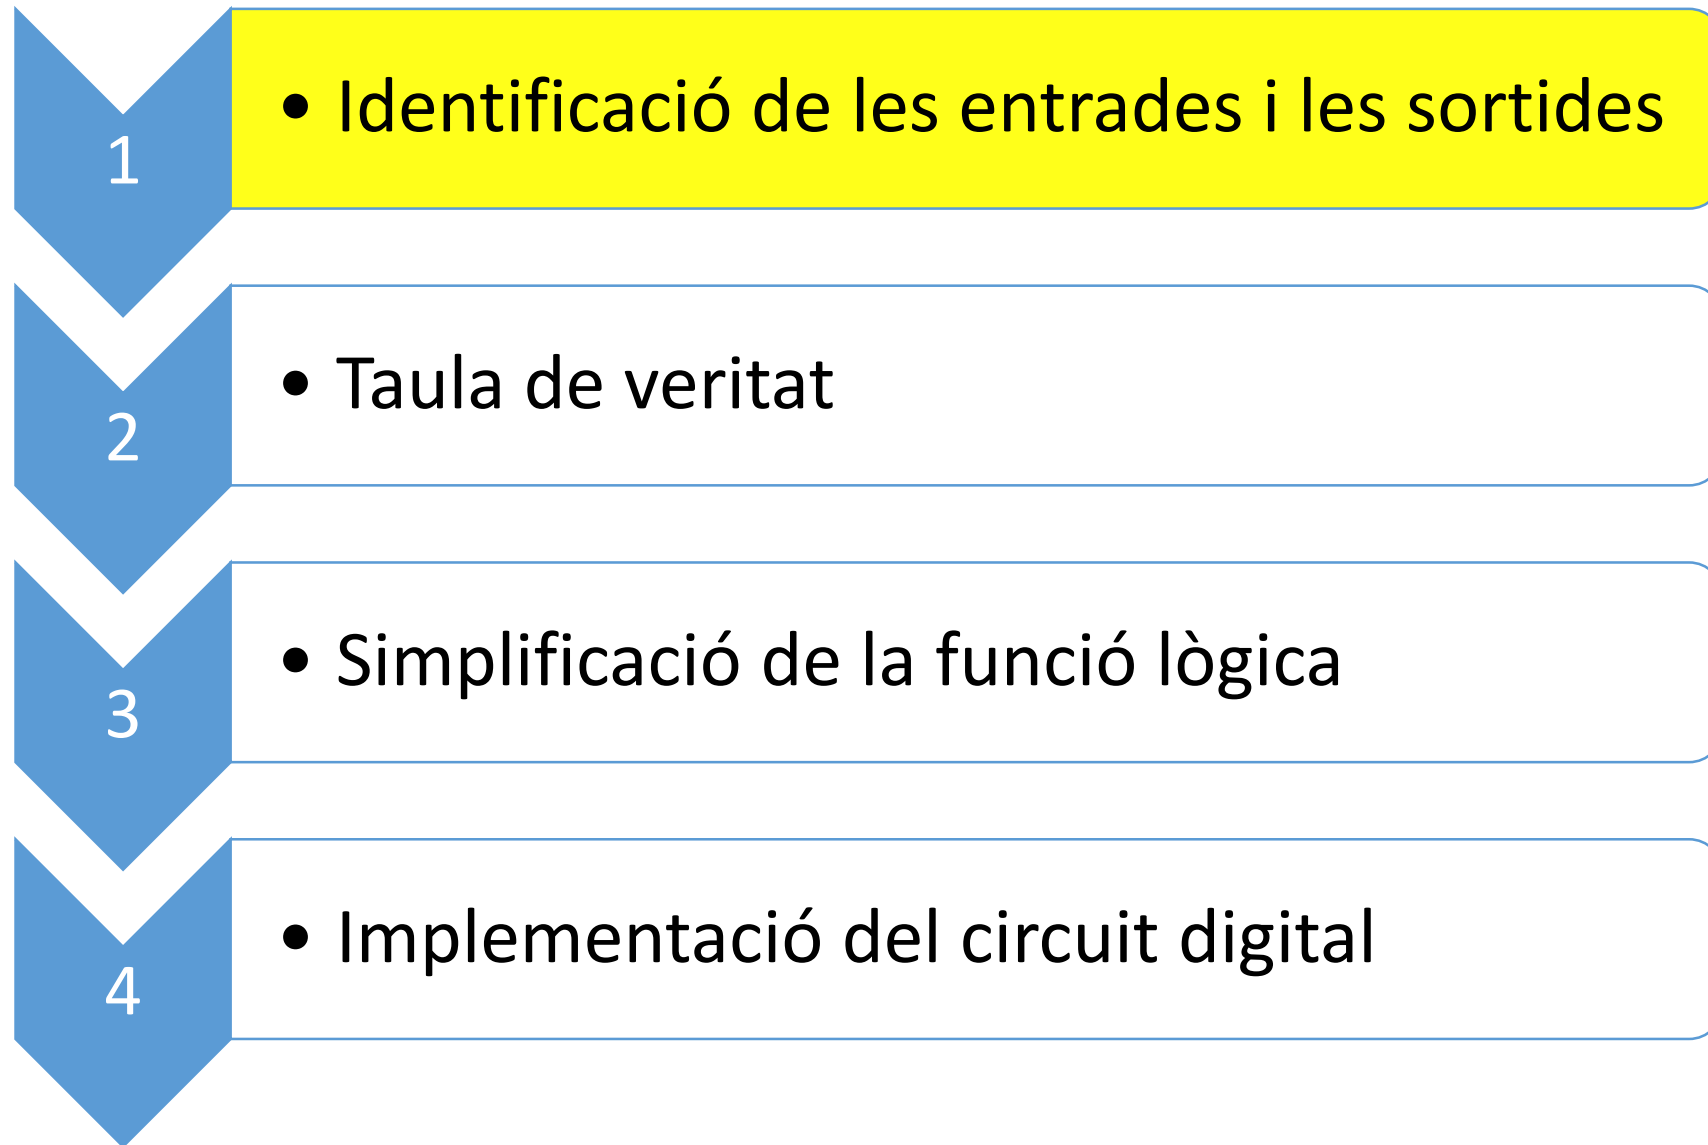 1
• Identificació de les entrades i les sortides
2
• Taula de veritat
3
• Simplificació de la funció lògica
4
• Implementació del circuit digital